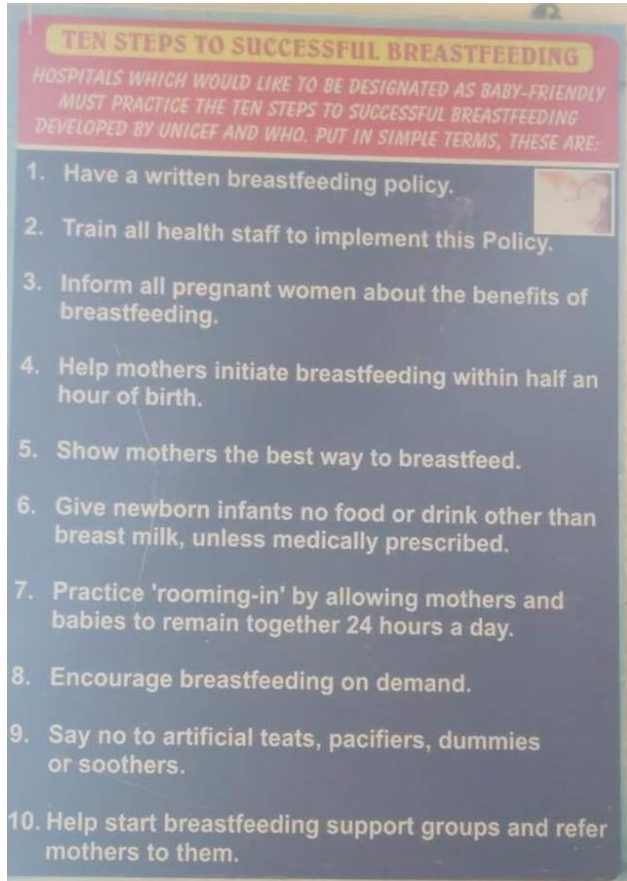 TEN STEPS TO SUCCESSFUL BREASTFEEDING
HOSPITALS WHICH WOULD LIKE TO BE DESIGNATED AS BABY-FRIENDLY
MUST PRACTICE THE TEN STEPS TO SUCCESSFUL BREASTFEEDING
DEVELOPED BY UNICEF AND WHO. PUT IN SIMPLE TERMS, THESE ARE:
1. Have a written breastfeeding policy.
2. Train all health staff to implement this Policy.
3. Inform all pregnant women about the benefits of
breastfeeding.
4. Help mothers initiate breastfeeding within half an
hour of birth.
5. Show mothers the best way to breastfeed.
6. Give newborn infants no food or drink other than
breast milk, unless medically prescribed.
7. Practice 'rooming-in' by allowing mothers and
babies to remain together 24 hours a day.
8. Encourage breastfeeding on demand.
9. Say no to artificial teats, pacifiers, dummies
or soothers.
10. Help start breastfeeding support groups and refer
mothers to them.